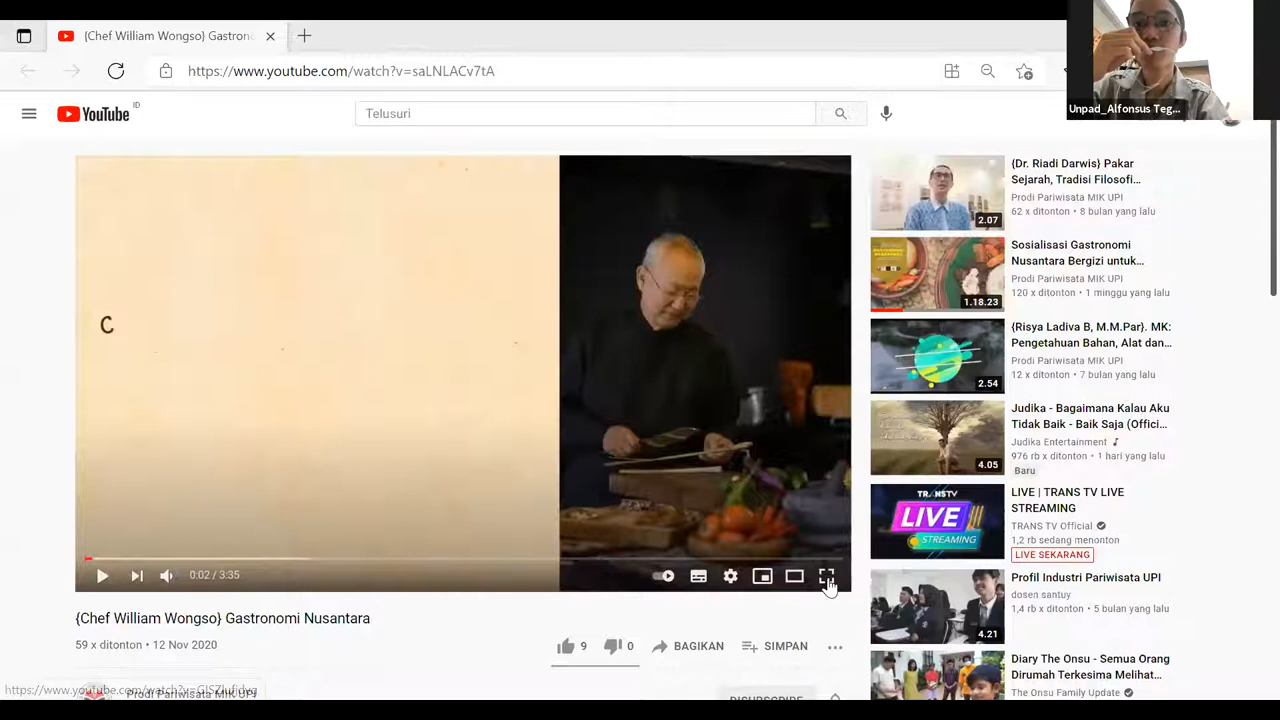 {Chef William Wongso} Gastron
https://www.youtube.com/watch?v=saLNLACv7tA
Unpad_Alfonsus Teg...
YouTube ID
Telusuri
C
0:02 / 3:35
{Chef William Wongso} Gastronomi Nusantara
59 x ditonton • 12 Nov 2020
9
0
BAGIKAN
SIMPAN
Prodi Pariwisata MIK UPI
DISUBSCRIBE
2.07
{Dr. Riadi Darwis} Pakar
Sejarah, Tradisi Filosofi...
Prodi Pariwisata MIK UPI
62 x ditonton • 8 bulan yang lalu
1.18.23
Sosialisasi Gastronomi
Nusantara Bergizi untuk...
Prodi Pariwisata MIK UPI
120 x ditonton • 1 minggu yang lalu
2.54
{Risya Ladiva B, M.M.Par}. MK:
Pengetahuan Bahan, Alat dan...
Prodi Pariwisata MIK UPI
12 x ditonton • 7 bulan yang lalu
4.05
Judika - Bagaimana Kalau Aku
Tidak Baik - Baik Saja (Offici...
Judika Entertainment
976 rb x ditonton • 1 hari yang lalu
Baru
TRANSTV
LIVE
STREAMING
LIVE | TRANS TV LIVE
STREAMING
TRANS TV Official
1,2 rb sedang menonton
LIVE SEKARANG
4.21
Profil Industri Pariwisata UPI
dosen santuy
1,4 rb x ditonton • 5 bulan yang lalu
Diary The Onsu - Semua Orang
Dirumah Terkesima Melihat...
The Onsu Family Update